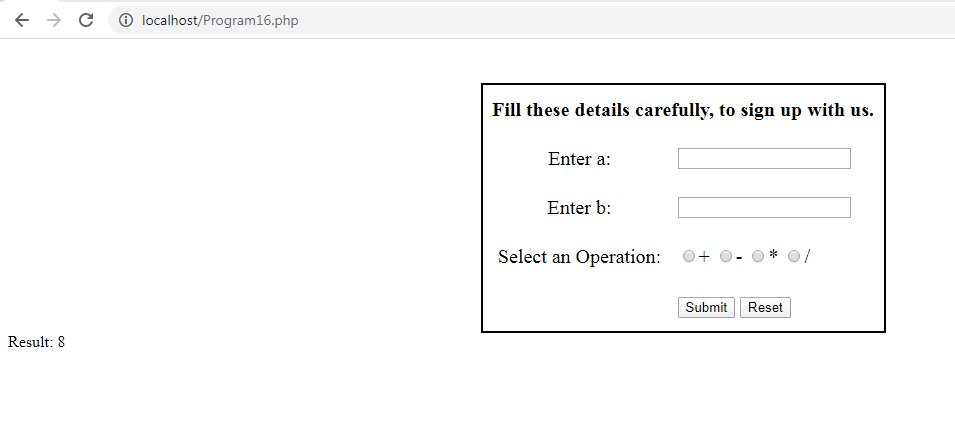 localhost/Program16.php
Fill these details carefully, to sign up with us.
Enter a:
Enter b:
Select an Operation: + - * /
Submit Reset
Result: 8